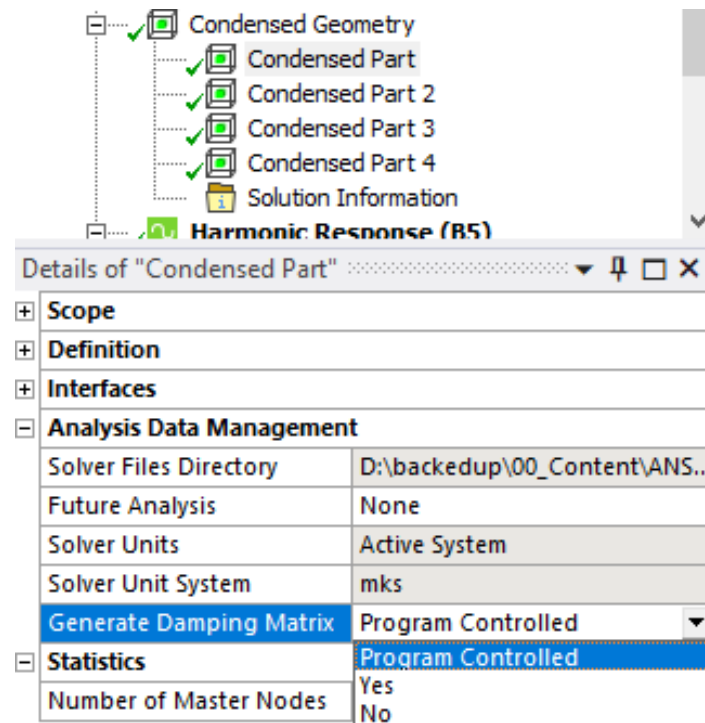 Condensed Geometry
Condensed Part
Condensed Part 2
Condensed Part 3
Condensed Part 4
Solution Information
Harmonic Response (B5)
Details of "Condensed Part"
Scope
Definition
Interfaces
Analysis Data Management
Solver Files Directory D:\backedup\00_Content\ANS...
Future Analysis None
Solver Units Active System
Solver Unit System mks
Generate Damping Matrix Program Controlled
Statistics Program Controlled
Yes
Number of Master Nodes No